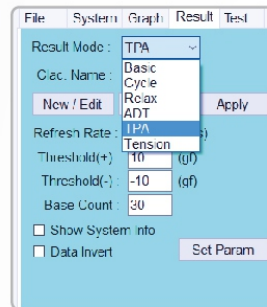 File System Graph Result Test
Result Mode : TPA
Basic
Clac. Name : Cycle
Relax
New / Edit ADT Apply
TPA
Refresh Rate : Tension )
Threshold(+) 10 (gf)
Threshold(-) : -10 (gf)
Base Count : 30
Show System Info
Data Invert Set Param